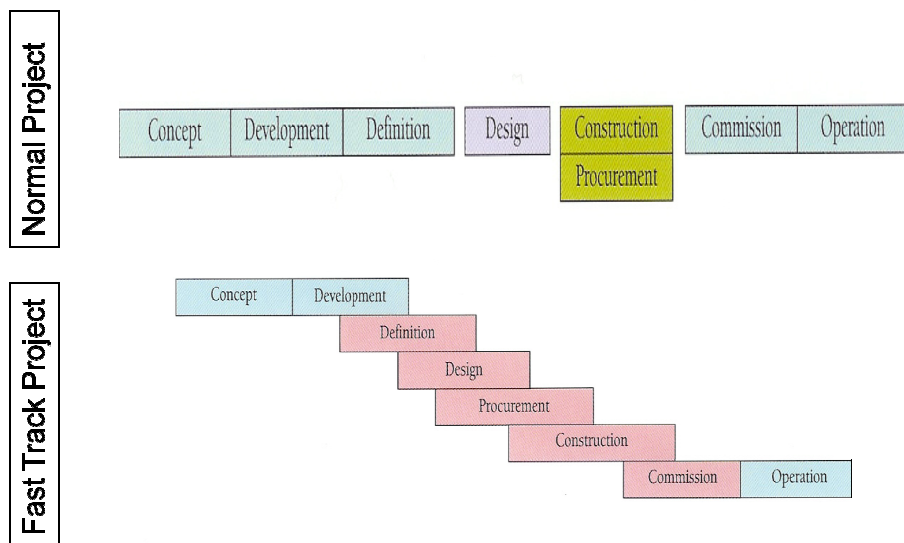 Normal Project
Concept Development Definition Design Construction Commission Operation
Procurement
Fast Track Project
Concept Development
Definition
Design
Procurement
Construction
Commission Operation